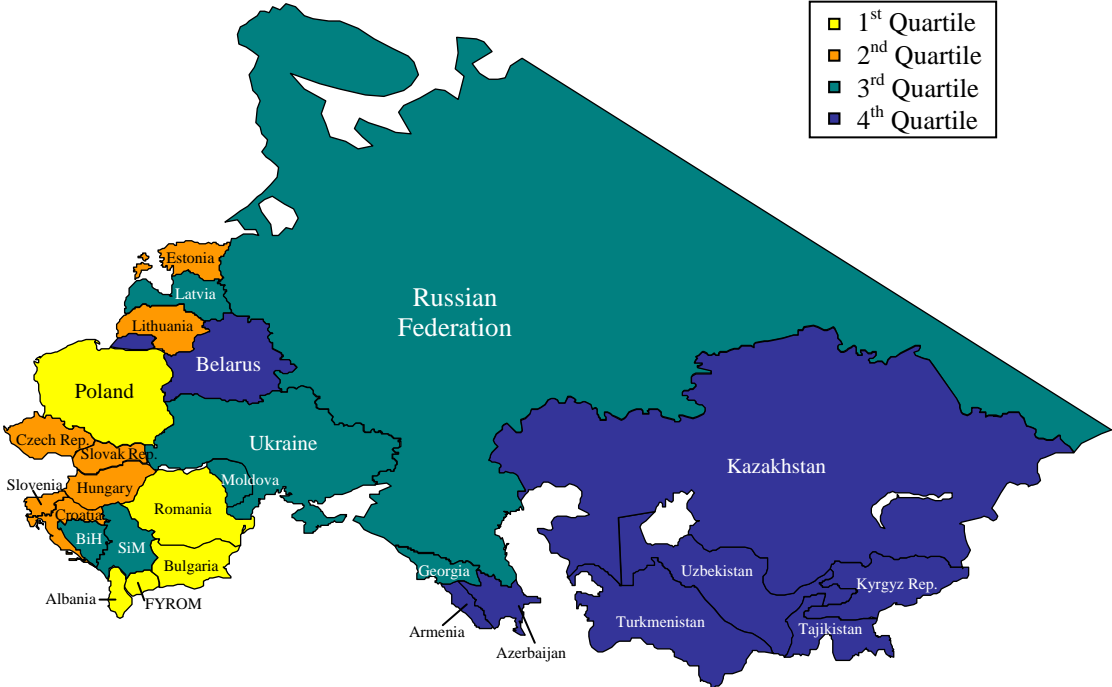 1st Quartile
2nd Quartile
3rd Quartile
4th Quartile
Estonia
Latvia
Russian
Federation
Lithuania
Belarus
Poland
Czech Rep.
Ukraine
Slovak Rep.
Kazakhstan
Moldova
Slovenia
Hungary
Romania
Croatia
BiH
SiM
Bulgaria
Georgia
Uzbekistan
Kyrgyz Rep.
Albania
FYROM
Turkmenistan
Tajikistan
Armenia
Azerbaijan